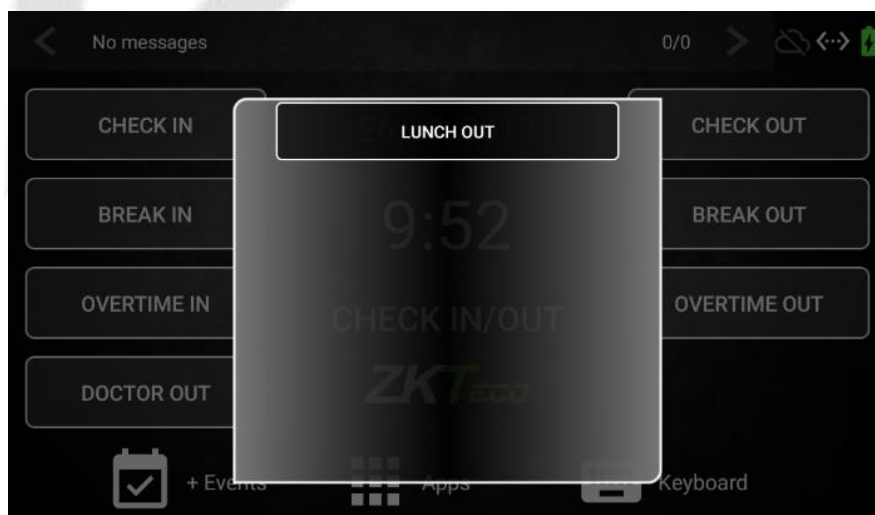 No messages 0/0
CHECK IN LUNCH OUT CHECK OUT
BREAK IN 9:52 BREAK OUT
OVERTIME IN CHECK IN/OUT OVERTIME OUT
DOCTOR OUT ZKTeco
+ Events Apps Keyboard